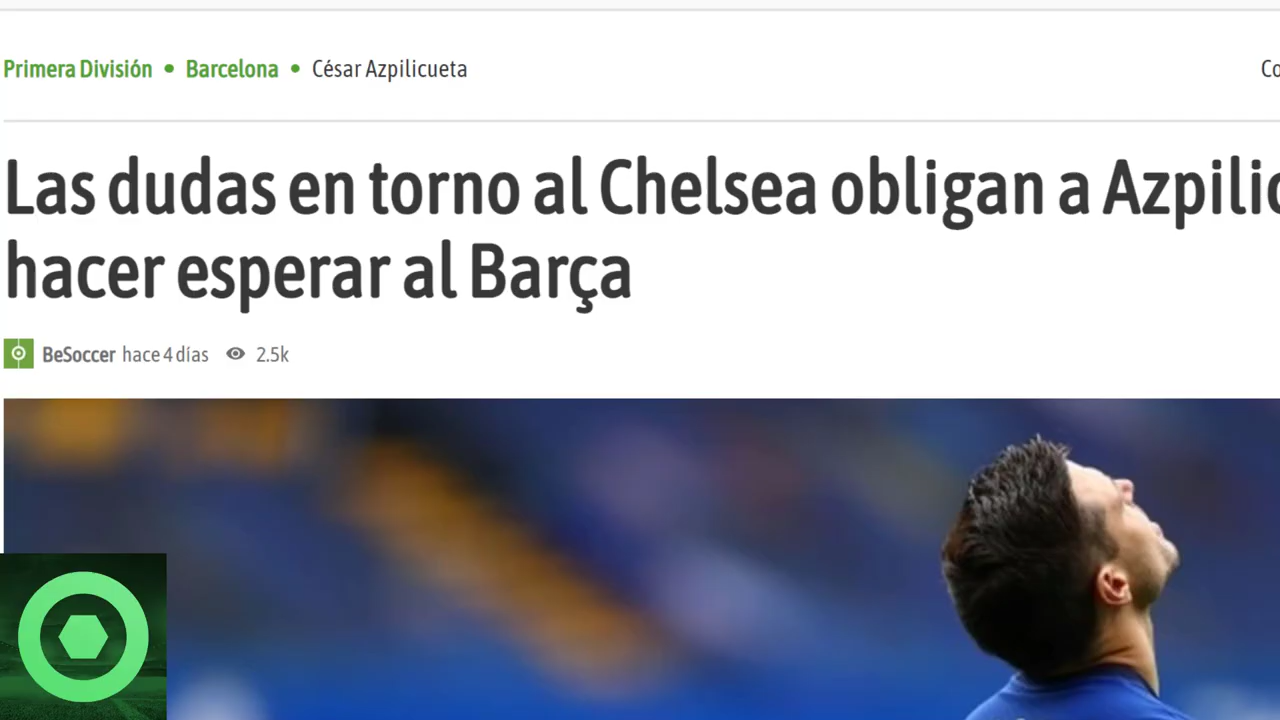 Primera División • Barcelona • César Azpilicueta
Las dudas en torno al Chelsea obligan a
hacer esperar al Barça
BeSoccer hace 4 días 2.5k